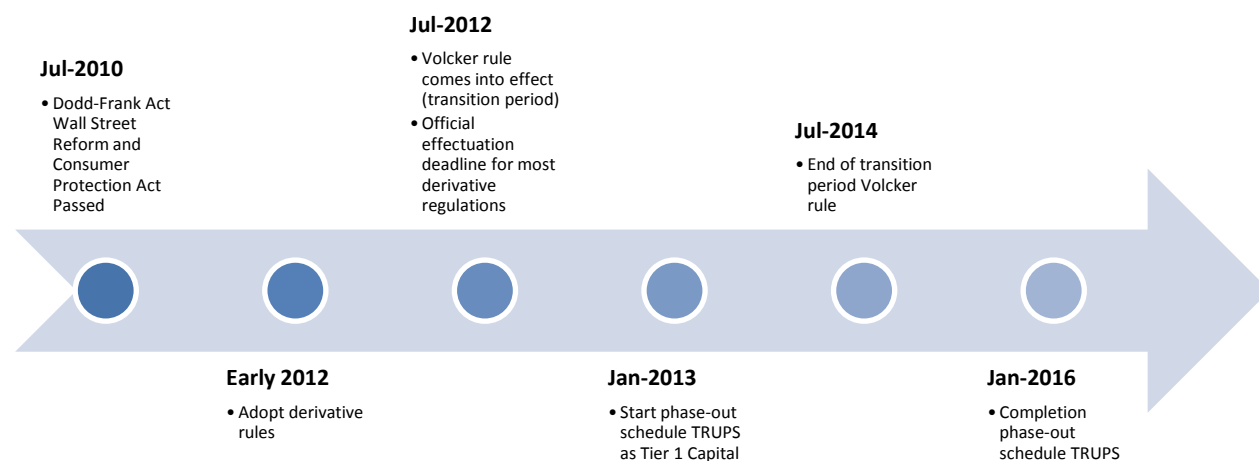 Jul-2010
• Dodd-Frank Act
Wall Street
Reform and
Consumer
Protection Act
Passed
Early 2012
• Adopt derivative
rules
Jul-2012
• Volcker rule
comes into effect
(transition period)
• Official
effectuation
deadline for most
derivative
regulations
Jan-2013
• Start phase-out
schedule TRUPS
as Tier 1 Capital
Jul-2014
• End of transition
period Volcker
rule
Jan-2016
• Completion
phase-out
schedule TRUPS